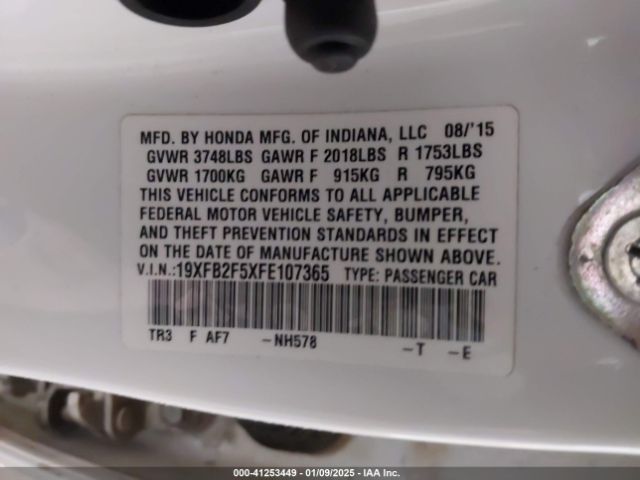 MFD. BY HONDA MFG. OF INDIANA, LLC 08/'15
GVWR 3748LBS GAWR F 2018LBS R 1753LBS
GVWR 1700KG GAWR F 915KG R 795KG
THIS VEHICLE CONFORMS TO ALL APPLICABLE
FEDERAL MOTOR VEHICLE SAFETY, BUMPER,
AND THEFT PREVENTION STANDARDS IN EFFECT
ON THE DATE OF MANUFACTURE SHOWN ABOVE.
V.I.N.:19XFB2F5XFE107365 TYPE: PASSENGER CAR
TR3 F AF7 -NH578 -T -E
000-41253449 - 01/09/2025 - IAA Inc.